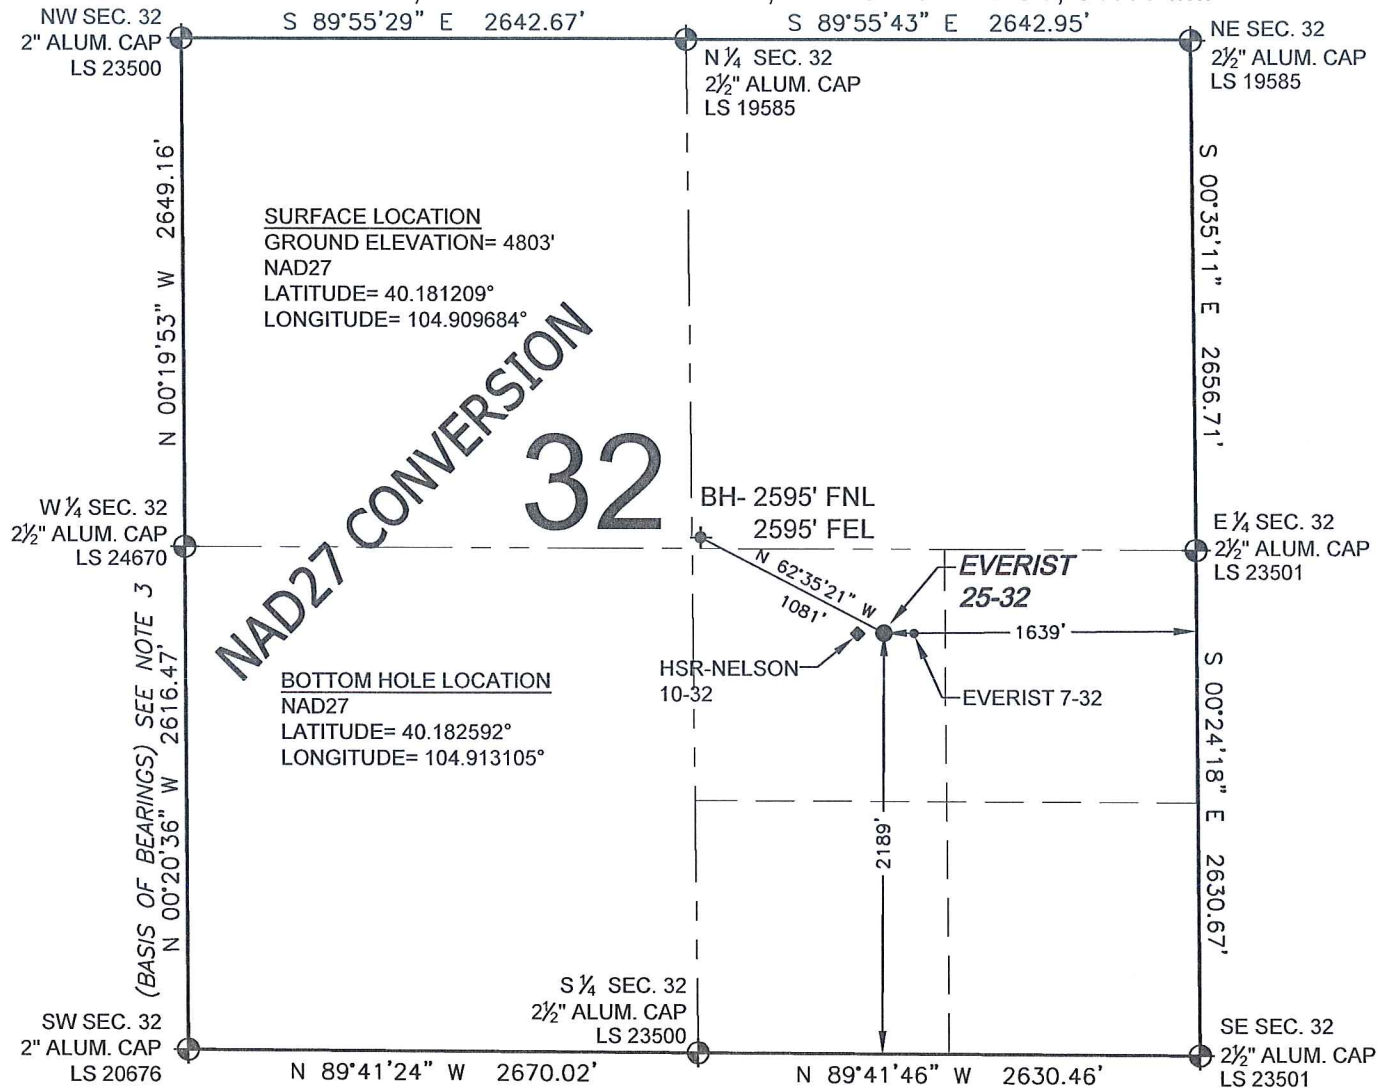 NW SEC. 32
2" ALUM. CAP
LS 23500
S 89°55'29" E 2642.67'
S 89°55'43" E 2642.95'
NE SEC. 32
2½" ALUM. CAP
LS 19585
N ¼ SEC. 32
2½" ALUM. CAP
LS 19585
N 00°19'53" W 2649.16'
S 00°35'11" E 2656.71'
SURFACE LOCATION
GROUND ELEVATION= 4803'
NAD27
LATITUDE= 40.181209°
LONGITUDE= 104.909684°
NAD27 CONVERSION
32
BH- 2595' FNL
2595' FEL
W ¼ SEC. 32
2½" ALUM. CAP
LS 24670
E ¼ SEC. 32
2½" ALUM. CAP
LS 23501
N 62°35'21" W
1081'
EVERIST
25-32
1639'
HSR-NELSON
10-32
EVERIST 7-32
BOTTOM HOLE LOCATION
NAD27
LATITUDE= 40.182592°
LONGITUDE= 104.913105°
(BASIS OF BEARINGS) SEE NOTE 3
N 00°20'36" W 2616.47'
S 00°24'18" E 2630.67'
2189'
S ¼ SEC. 32
2½" ALUM. CAP
LS 23500
SW SEC. 32
2" ALUM. CAP
LS 20676
N 89°41'24" W 2670.02'
N 89°41'46" W 2630.46'
SE SEC. 32
2½" ALUM. CAP
LS 23501